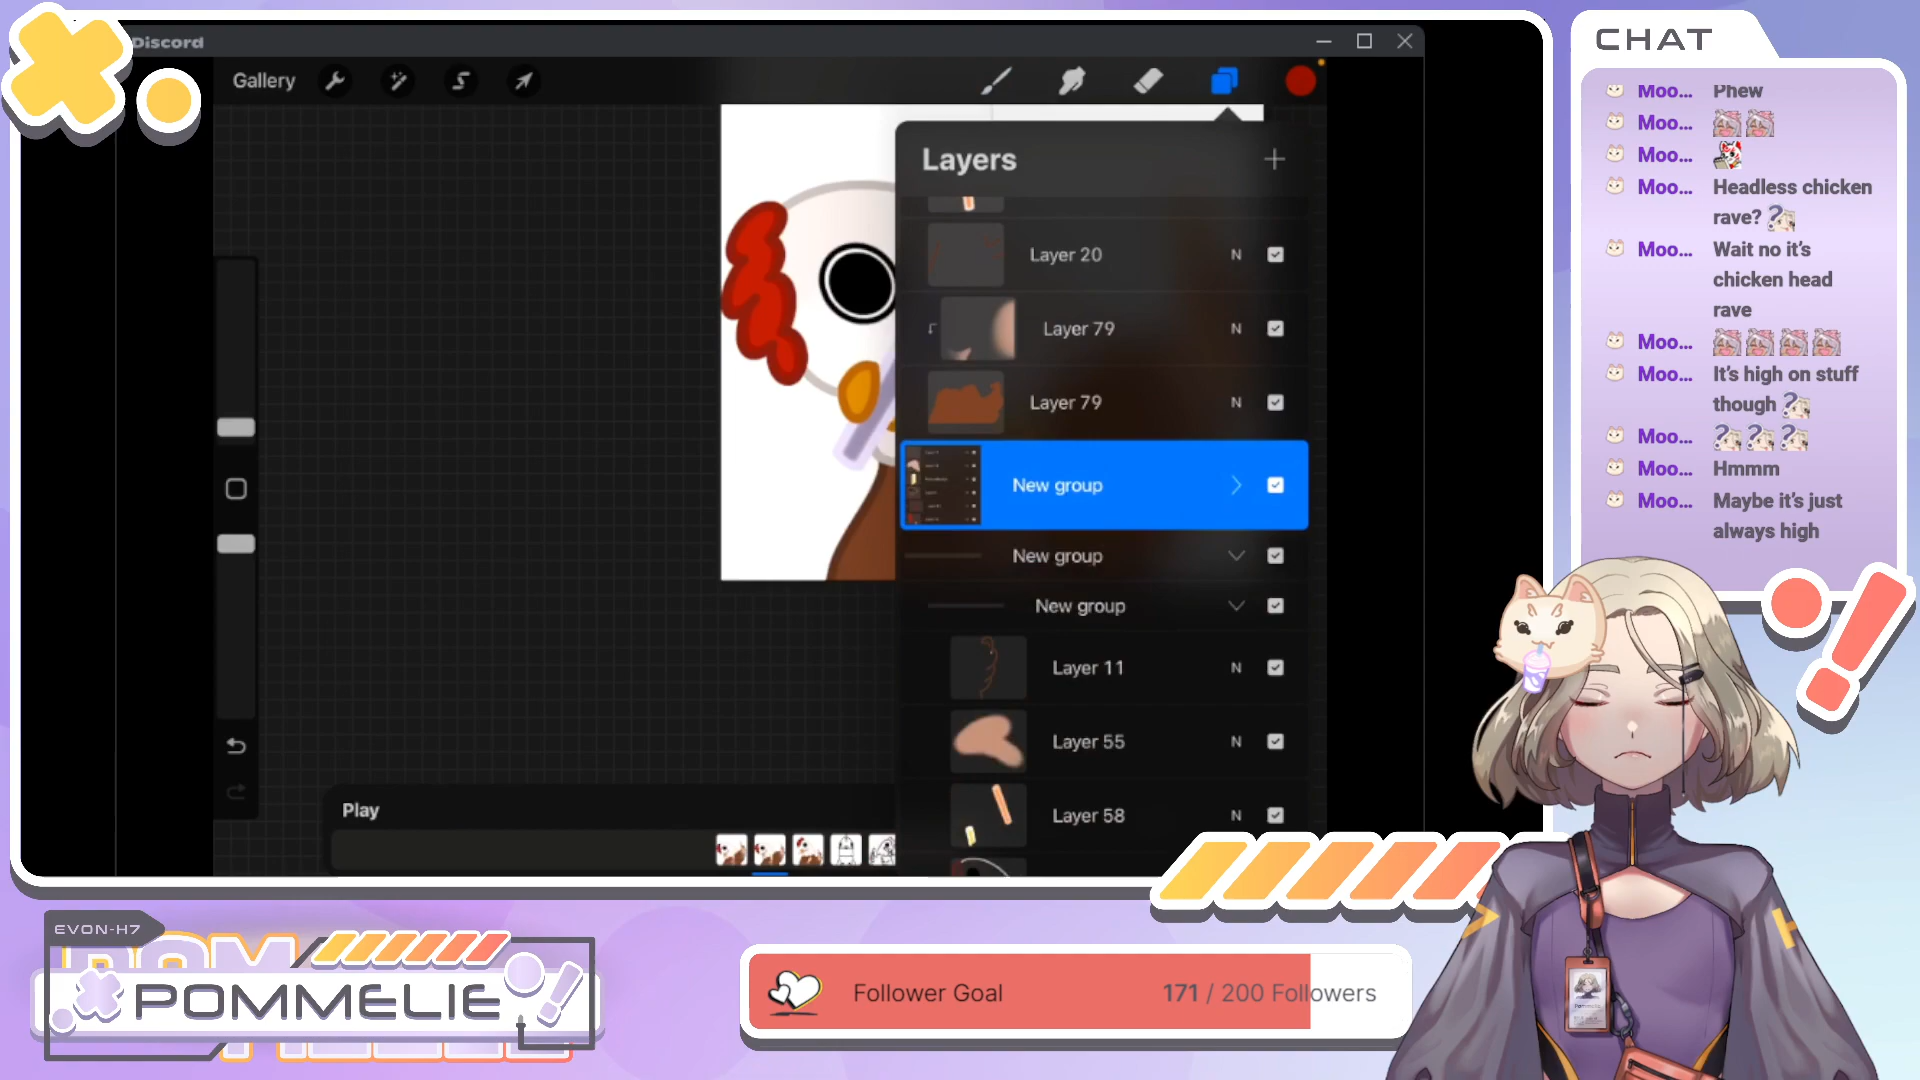 Discord
Gallery
Layers
Layer 20
N
Layer 79
N
Layer 79
N
New group
New group
New group
Layer 11
N
Layer 55
N
Layer 58
N
Play
CHAT
Moo... Phew
Moo...
Moo...
Moo... Headless chicken
rave?
Moo... Wait no it's
chicken head
rave
Moo...
Moo... It's high on stuff
though
Moo...
Moo... Hmmm
Moo... Maybe it's just
always high
EVON-H7
POMMELIE
Follower Goal
171 / 200 Followers